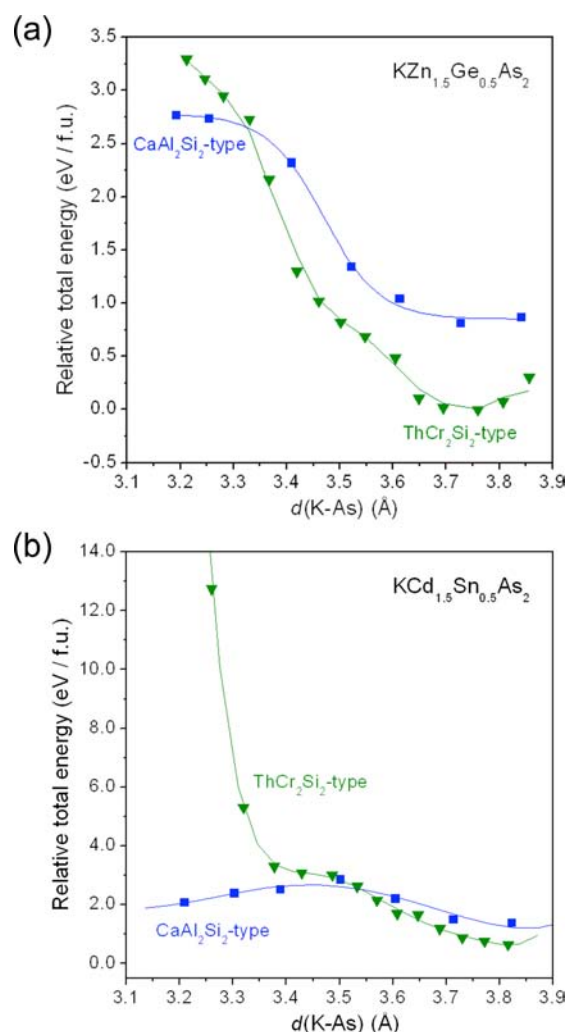 (a)
3.5
3.0
2.5
2.0
1.5
1.0
0.5
0.0
-0.5
Relative total energy (eV / f.u.)
KZn₁.₅Ge₀.₅As₂
CaAl₂Si₂-type
ThCr₂Si₂-type
3.1 3.2 3.3 3.4 3.5 3.6 3.7 3.8 3.9
d(K-As) (Å)
(b)
14.0
12.0
10.0
8.0
6.0
4.0
2.0
0.0
Relative total energy (eV / f.u.)
KCd₁.₅Sn₀.₅As₂
ThCr₂Si₂-type
CaAl₂Si₂-type
3.1 3.2 3.3 3.4 3.5 3.6 3.7 3.8 3.9
d(K-As) (Å)